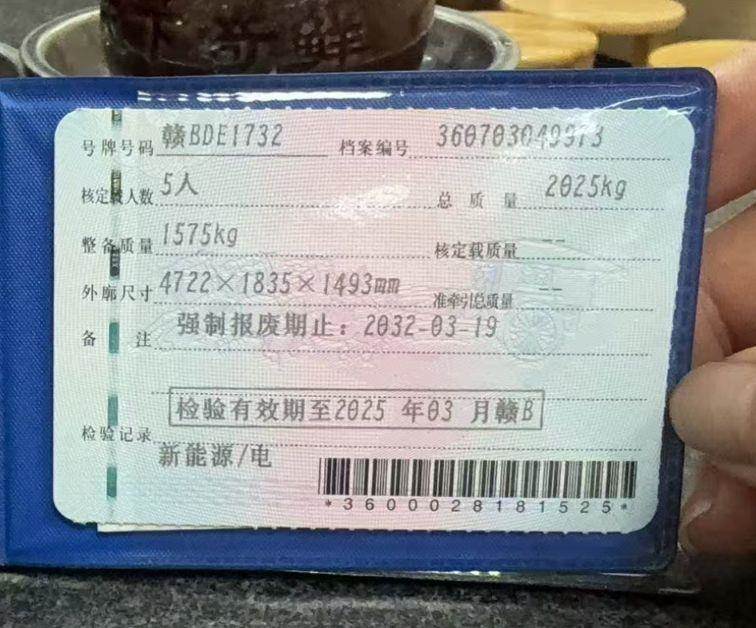 号牌号码 赣BDE1732 档案编号 360703049973
核定载人数 5人 总质量 2025kg
整备质量 1575kg 核定载质量 --
外廓尺寸 4722×1835×1493mm 准牵引总质量 --
备注 强制报废期止：2032-03-19
检验有效期至2025 年03 月赣B
检验记录
新能源/电
*3600028181525*